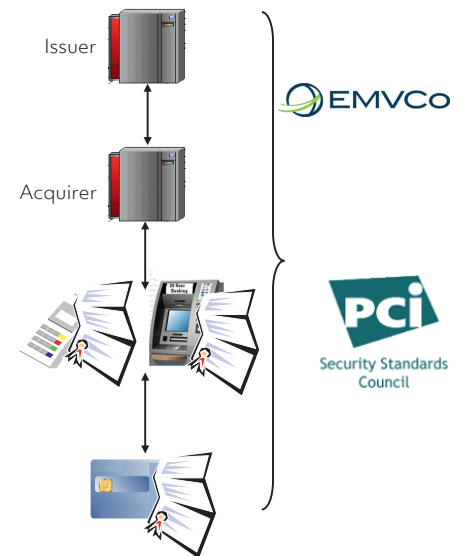 Issuer
EMVCo
Acquirer
24 Hour
Banking
PCi
Security Standards
Council